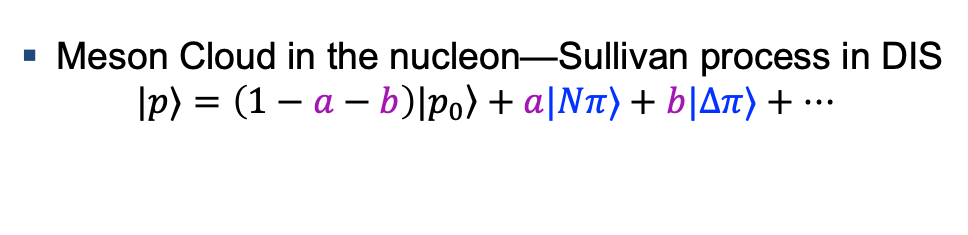 ▪ Meson Cloud in the nucleon—Sullivan process in DIS
|p⟩ = (1 − a − b)|p₀⟩ + a|Nπ⟩ + b|Δπ⟩ + ⋯